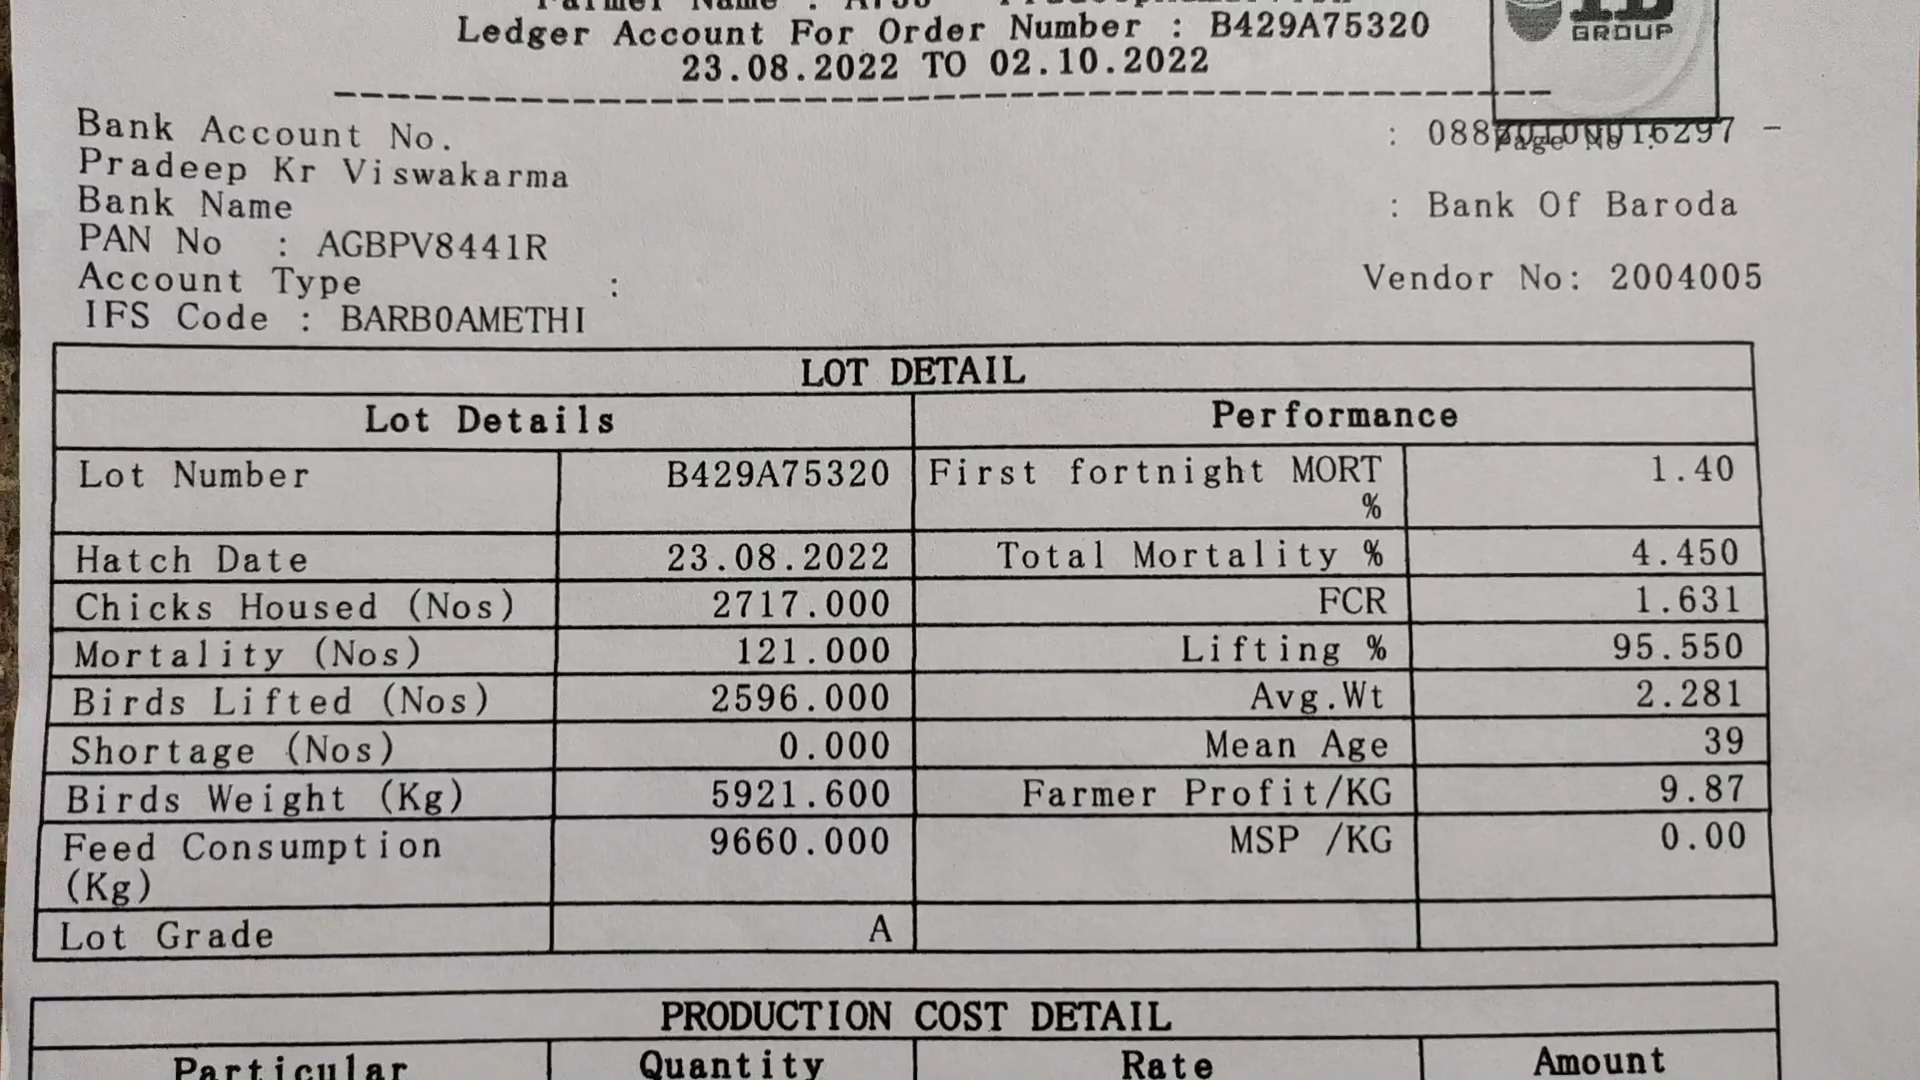 Farmer Name : A753
Ledger Account For Order Number : B429A75320
23.08.2022 TO 02.10.2022
GROUP
Bank Account No. :
Page No :
Pradeep Kr Viswakarma
Bank Name : Bank Of Baroda
PAN No : AGBPV8441R
Account Type : Vendor No: 2004005
IFS Code : BARB0AMETHI
LOT DETAIL
Lot Details Performance
Lot Number B429A75320 First fortnight MORT % 1.40
Hatch Date 23.08.2022 Total Mortality % 4.450
Chicks Housed (Nos) 2717.000 FCR 1.631
Mortality (Nos) 121.000 Lifting % 95.550
Birds Lifted (Nos) 2596.000 Avg.Wt 2.281
Shortage (Nos) 0.000 Mean Age 39
Birds Weight (Kg) 5921.600 Farmer Profit/KG 9.87
Feed Consumption (Kg) 9660.000 MSP /KG 0.00
Lot Grade A
PRODUCTION COST DETAIL
Particular Quantity Rate Amount